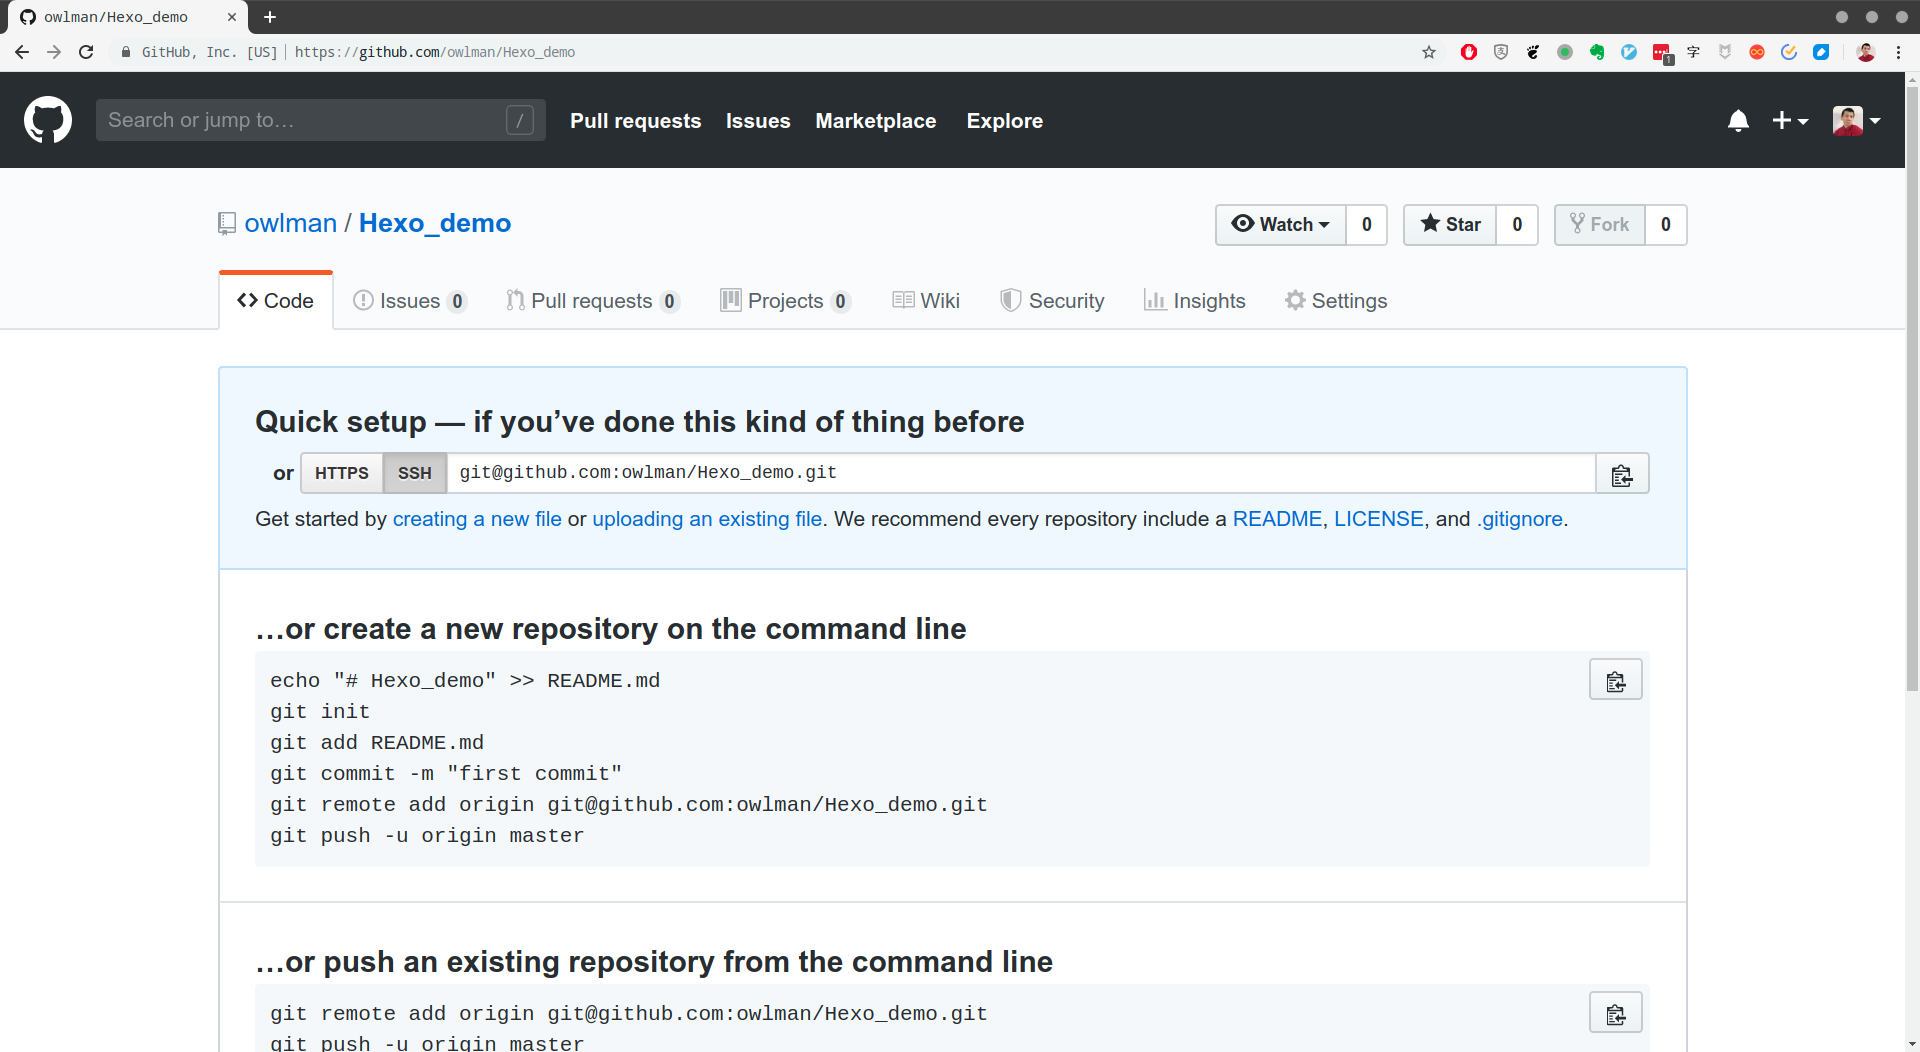 owlman/Hexo_demo
GitHub, Inc. [US] | https://github.com/owlman/Hexo_demo
1
字
Search or jump to…
/
Pull requests Issues Marketplace Explore
owlman / Hexo_demo
Watch 0 Star 0 Fork 0
Code Issues 0 Pull requests 0 Projects 0 Wiki Security Insights Settings
Quick setup — if you’ve done this kind of thing before
or HTTPS SSH git@github.com:owlman/Hexo_demo.git
Get started by creating a new file or uploading an existing file. We recommend every repository include a README, LICENSE, and .gitignore.
…or create a new repository on the command line
echo "# Hexo_demo" >> README.md
git init
git add README.md
git commit -m "first commit"
git remote add origin git@github.com:owlman/Hexo_demo.git
git push -u origin master
…or push an existing repository from the command line
git remote add origin git@github.com:owlman/Hexo_demo.git
git push -u origin master